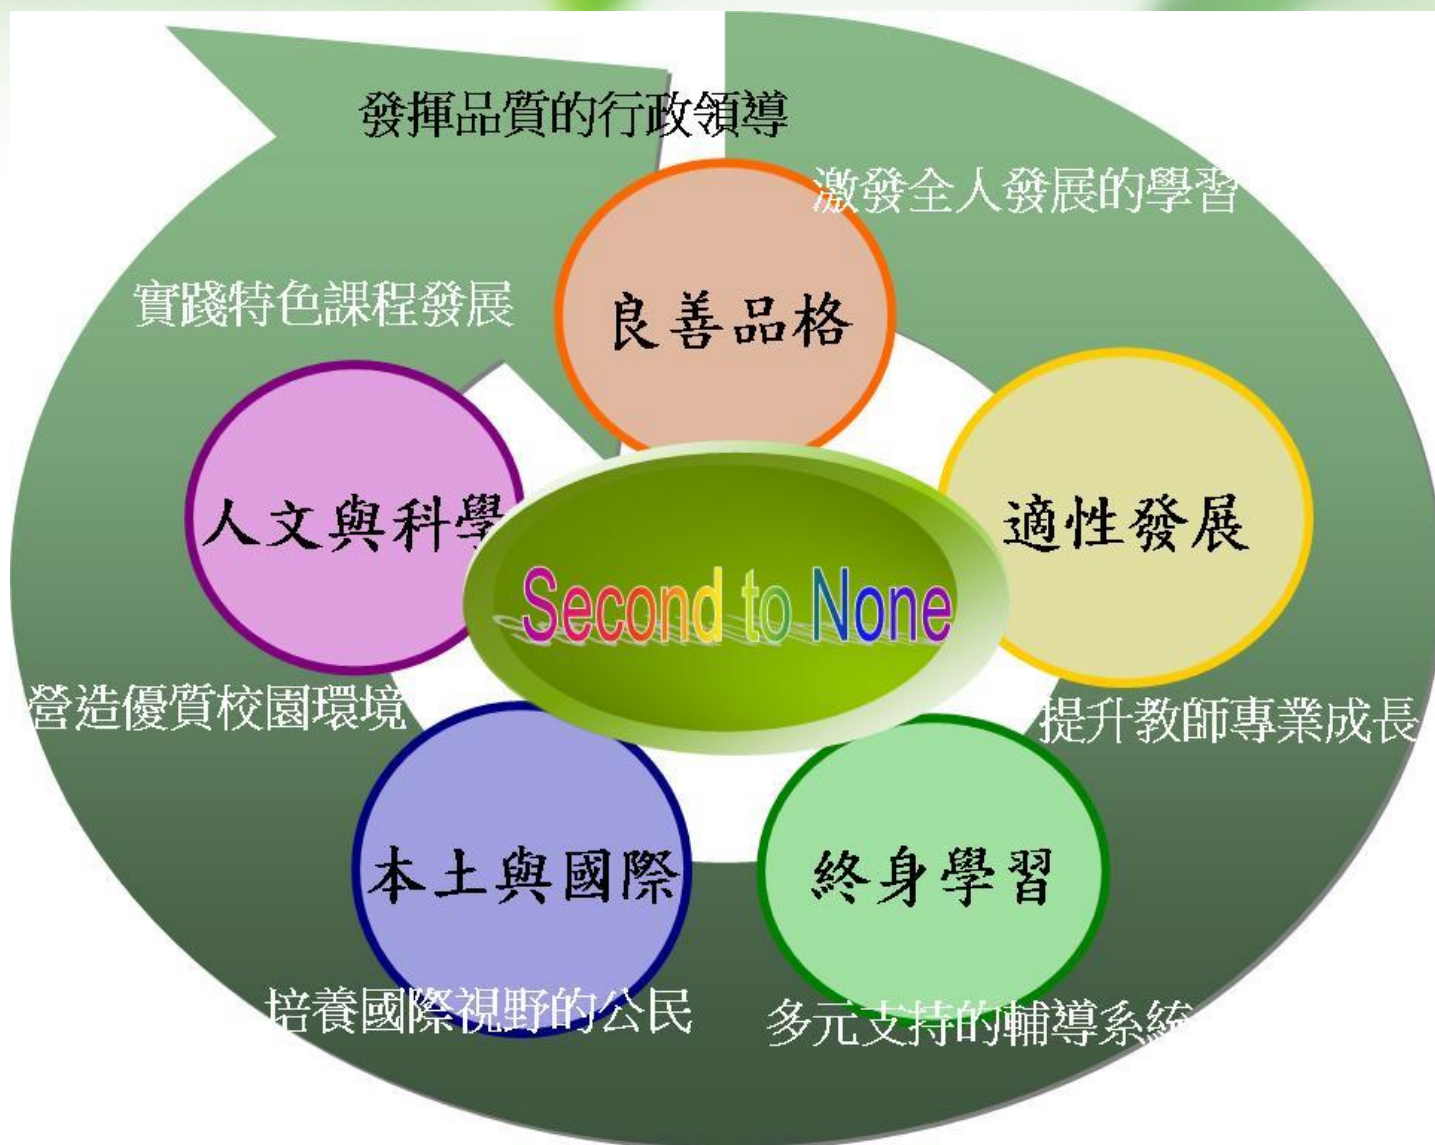 發揮品質的行政領導
激發全人發展的學習
實踐特色課程發展
良善品格
人文與科學
適性發展
Second to None
營造優質校園環境
提升教師專業成長
本土與國際
終身學習
培養國際視野的公民
多元支持的輔導系統